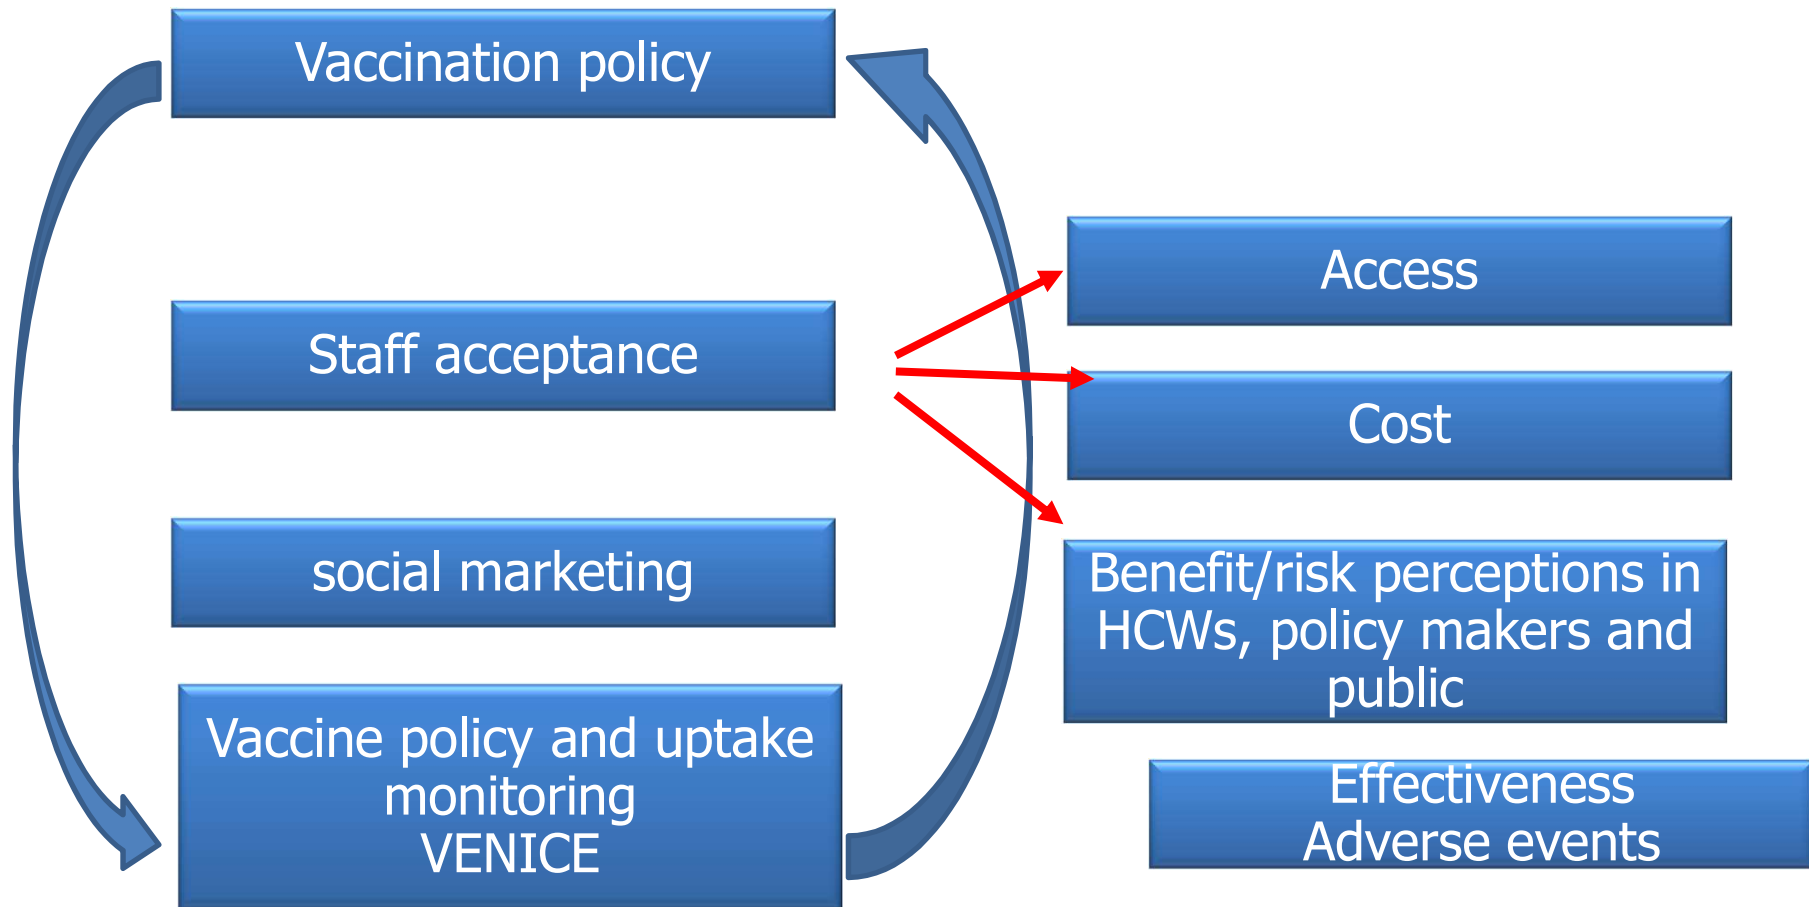 Vaccination policy
Staff acceptance
social marketing
Vaccine policy and uptake
monitoring
VENICE
Access
Cost
Benefit/risk perceptions in
HCWs, policy makers and
public
Effectiveness
Adverse events